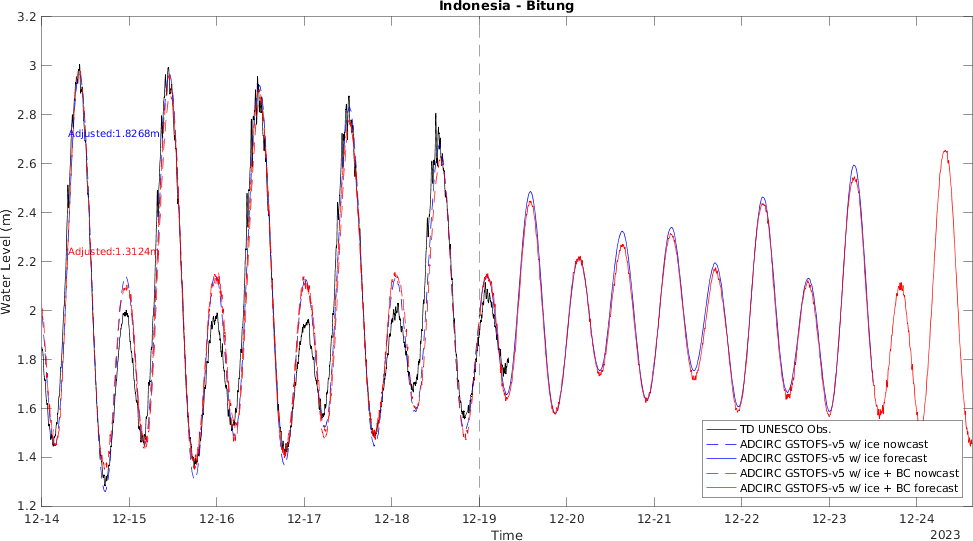 Indonesia - Bitung
3.2
3
2.8
2.6
2.4
2.2
2
1.8
1.6
1.4
1.2
Water Level (m)
Adjusted:1.8268m
Adjusted:1.3124m
TD UNESCO Obs.
ADCIRC GSTOFS-v5 w/ ice nowcast
ADCIRC GSTOFS-v5 w/ ice forecast
ADCIRC GSTOFS-v5 w/ ice + BC nowcast
ADCIRC GSTOFS-v5 w/ ice + BC forecast
12-14 12-15 12-16 12-17 12-18 12-19 12-20 12-21 12-22 12-23 12-24
2023
Time